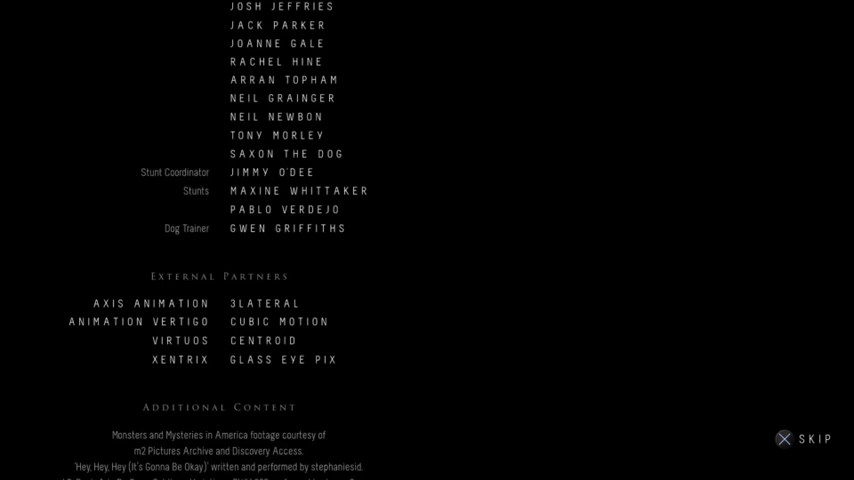 JOSH JEFFRIES
JACK PARKER
JOANNE GALE
RACHEL HINE
ARRAN TOPHAM
NEIL GRAINGER
NEIL NEWBON
TONY MORLEY
SAXON THE DOG
Stunt Coordinator JIMMY O'DEE
Stunts MAXINE WHITTAKER
PABLO VERDEJO
Dog Trainer GWEN GRIFFITHS
EXTERNAL PARTNERS
AXIS ANIMATION 3LATERAL
ANIMATION VERTIGO CUBIC MOTION
VIRTUOS CENTROID
XENTRIX GLASS EYE PIX
ADDITIONAL CONTENT
Monsters and Mysteries in America footage courtesy of
m2 Pictures Archive and Discovery Access.
SKIP
'Hey, Hey, Hey (It's Gonna Be Okay)' written and performed by stephaniesid.